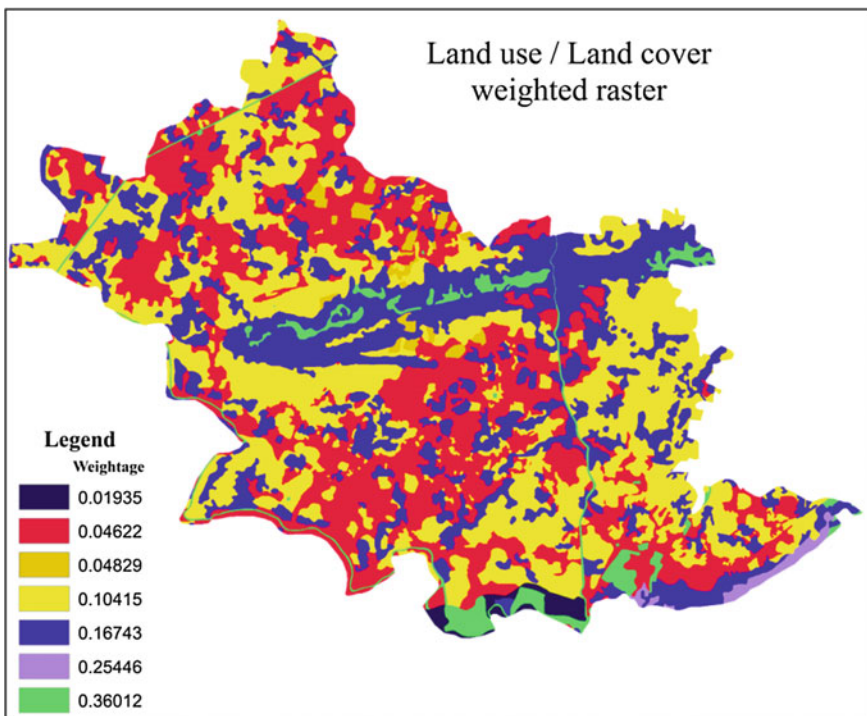 Land use / Land cover
weighted raster
Legend
Weightage
0.01935
0.04622
0.04829
0.10415
0.16743
0.25446
0.36012